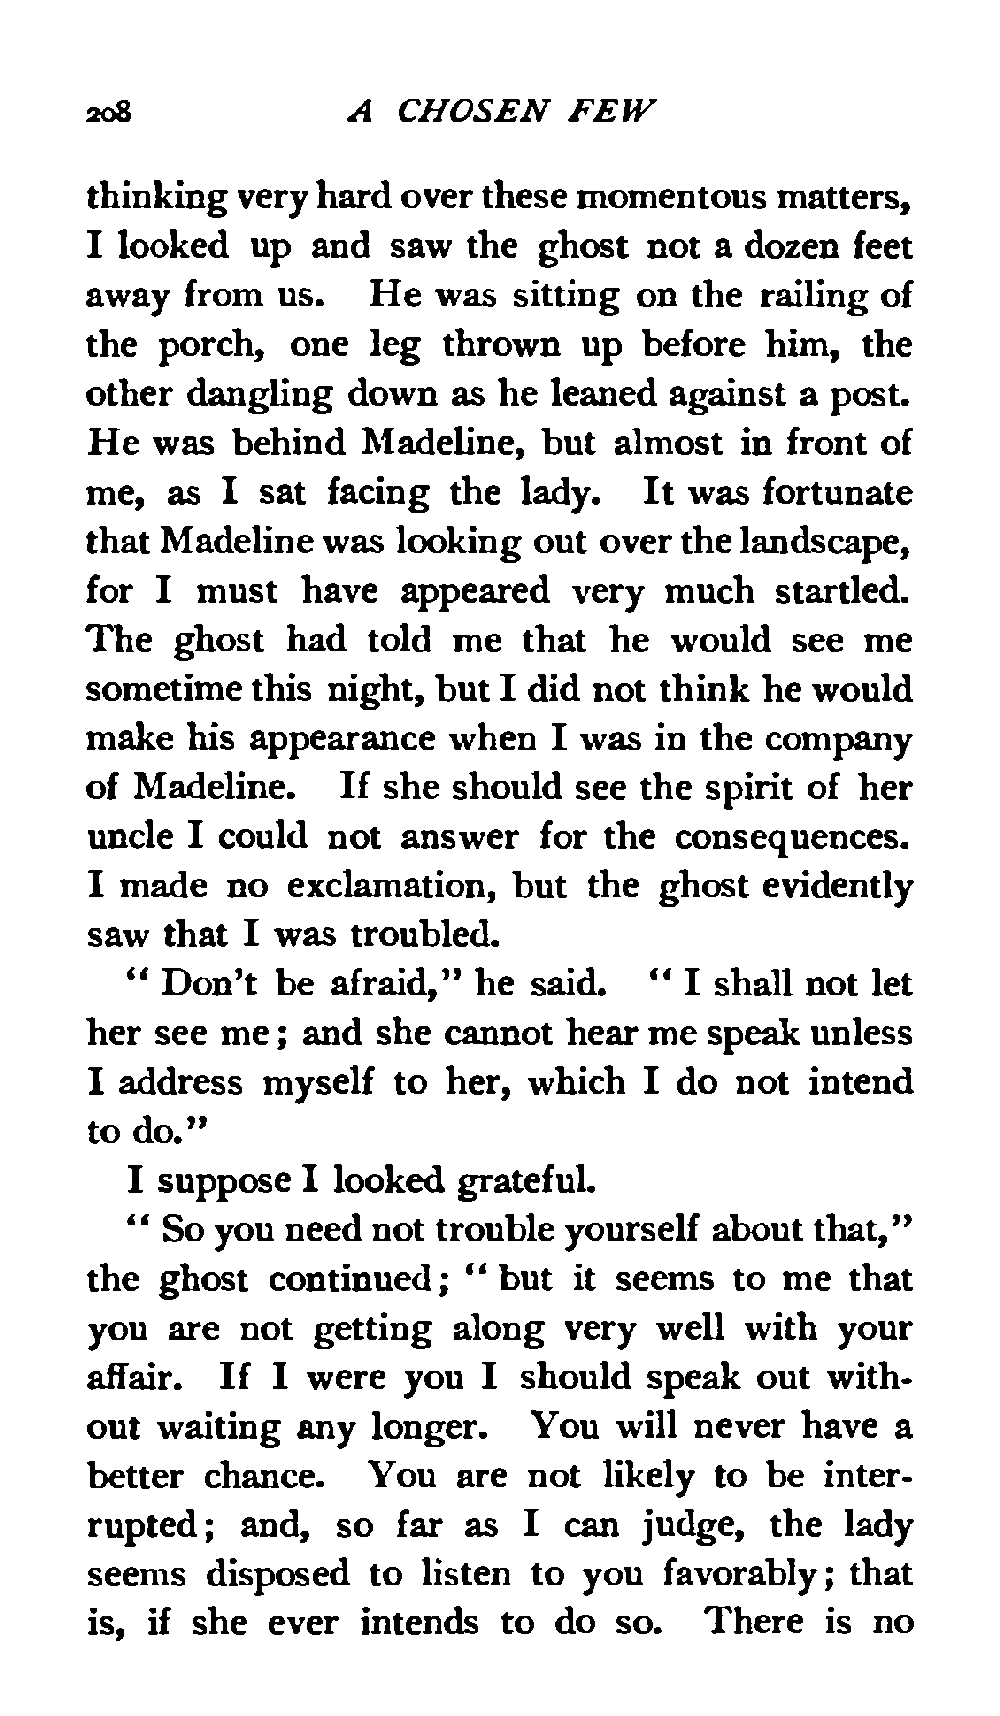 208 A CHOSEN FEW
thinking very hard over these momentous matters,
I looked up and saw the ghost not a dozen feet
away from us. He was sitting on the railing of
the porch, one leg thrown up before him, the
other dangling down as he leaned against a post.
He was behind Madeline, but almost in front of
me, as I sat facing the lady. It was fortunate
that Madeline was looking out over the landscape,
for I must have appeared very much startled.
The ghost had told me that he would see me
sometime this night, but I did not think he would
make his appearance when I was in the company
of Madeline. If she should see the spirit of her
uncle I could not answer for the consequences.
I made no exclamation, but the ghost evidently
saw that I was troubled.
“ Don’t be afraid,” he said. “ I shall not let
her see me; and she cannot hear me speak unless
I address myself to her, which I do not intend
to do.”
I suppose I looked grateful.
“ So you need not trouble yourself about that,”
the ghost continued; “ but it seems to me that
you are not getting along very well with your
affair. If I were you I should speak out with-
out waiting any longer. You will never have a
better chance. You are not likely to be inter-
rupted; and, so far as I can judge, the lady
seems disposed to listen to you favorably; that
is, if she ever intends to do so. There is no